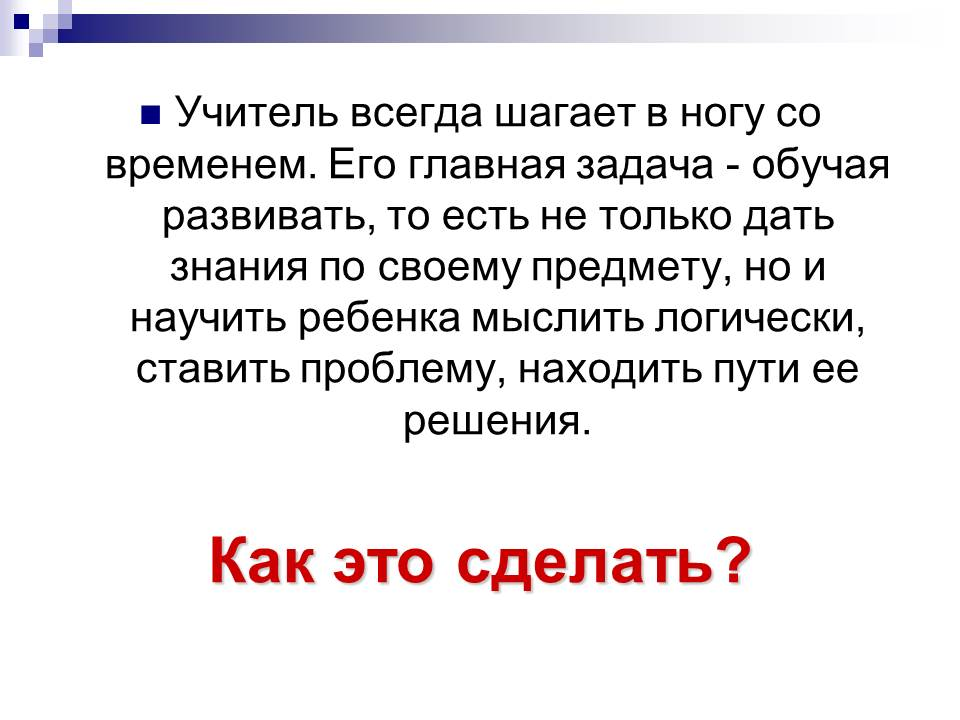 Учитель всегда шагает в ногу со
временем. Его главная задача - обучая
развивать, то есть не только дать
знания по своему предмету, но и
научить ребенка мыслить логически,
ставить проблему, находить пути ее
решения.
Как это сделать?